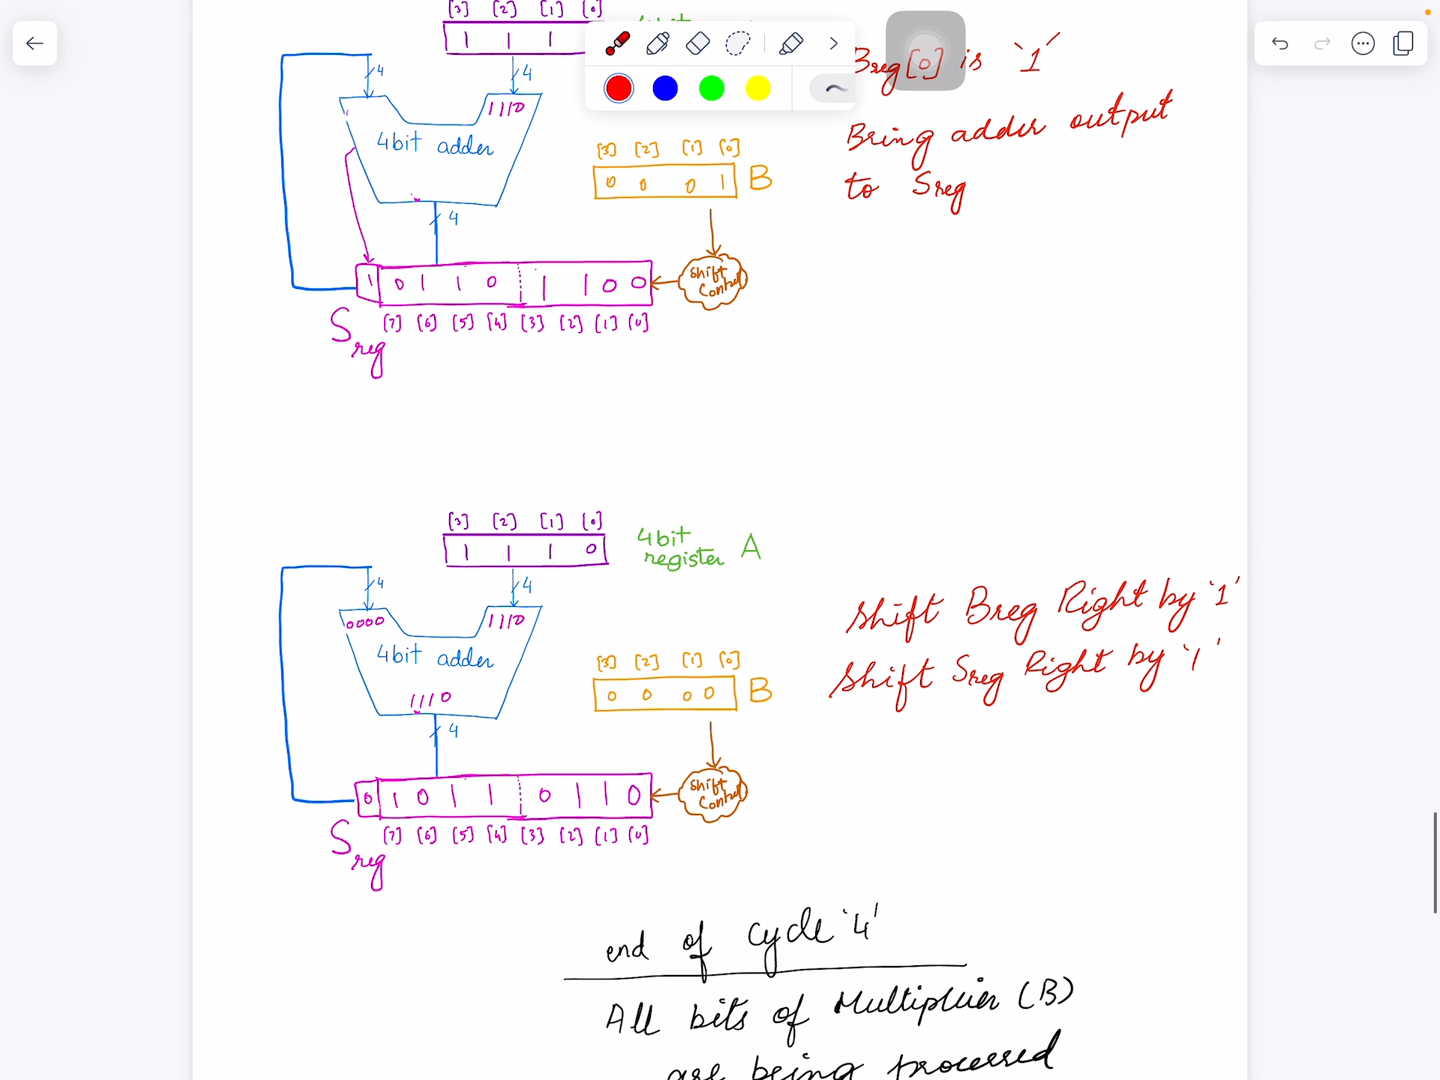 [3] [2] [1] [0]
1 1 1
4
4
1110
4bit adder
4
[3] [2] [1] [0]
0 0 0 1 B
Shift
Control
1 0 1 1 0 1 1 0 0
[7] [6] [5] [4] [3] [2] [1] [0]
Sreg
Breg[0] is '1'
Bring adder output
to Sreg
[3] [2] [1] [0]
1 1 1 0
4bit
register A
4
4
0000
1110
4bit adder
1110
4
[3] [2] [1] [0]
0 0 0 0 B
Shift
Control
0 1 0 1 1 0 1 1 0
[7] [6] [5] [4] [3] [2] [1] [0]
Sreg
Shift Breg Right by '1'
Shift Sreg Right by '1'
end of cycle '4'
All bits of Multiplier (B)
are being processed